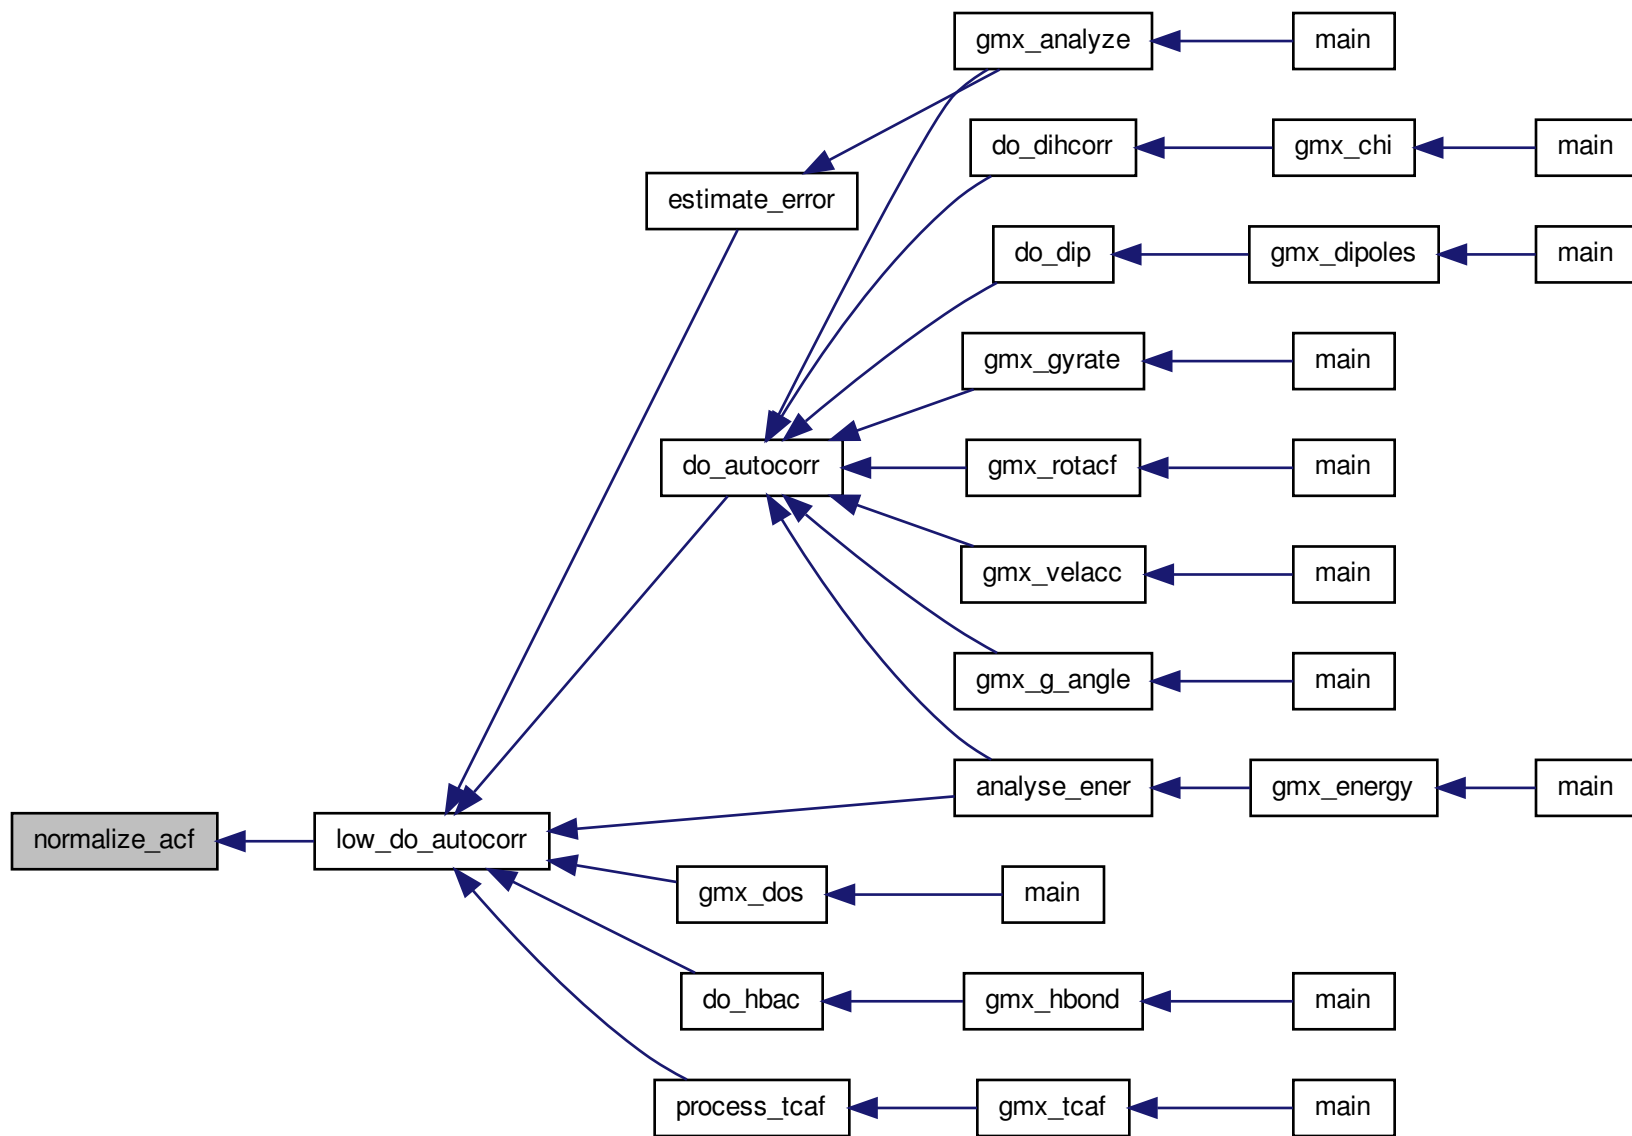 gmx_analyze main
do_dihcorr gmx_chi main
estimate_error
do_dip gmx_dipoles main
gmx_gyrate main
do_autocorr gmx_rotacf main
gmx_velacc main
gmx_g_angle main
analyse_ener gmx_energy main
normalize_acf low_do_autocorr
gmx_dos main
do_hbac gmx_hbond main
process_tcaf gmx_tcaf main